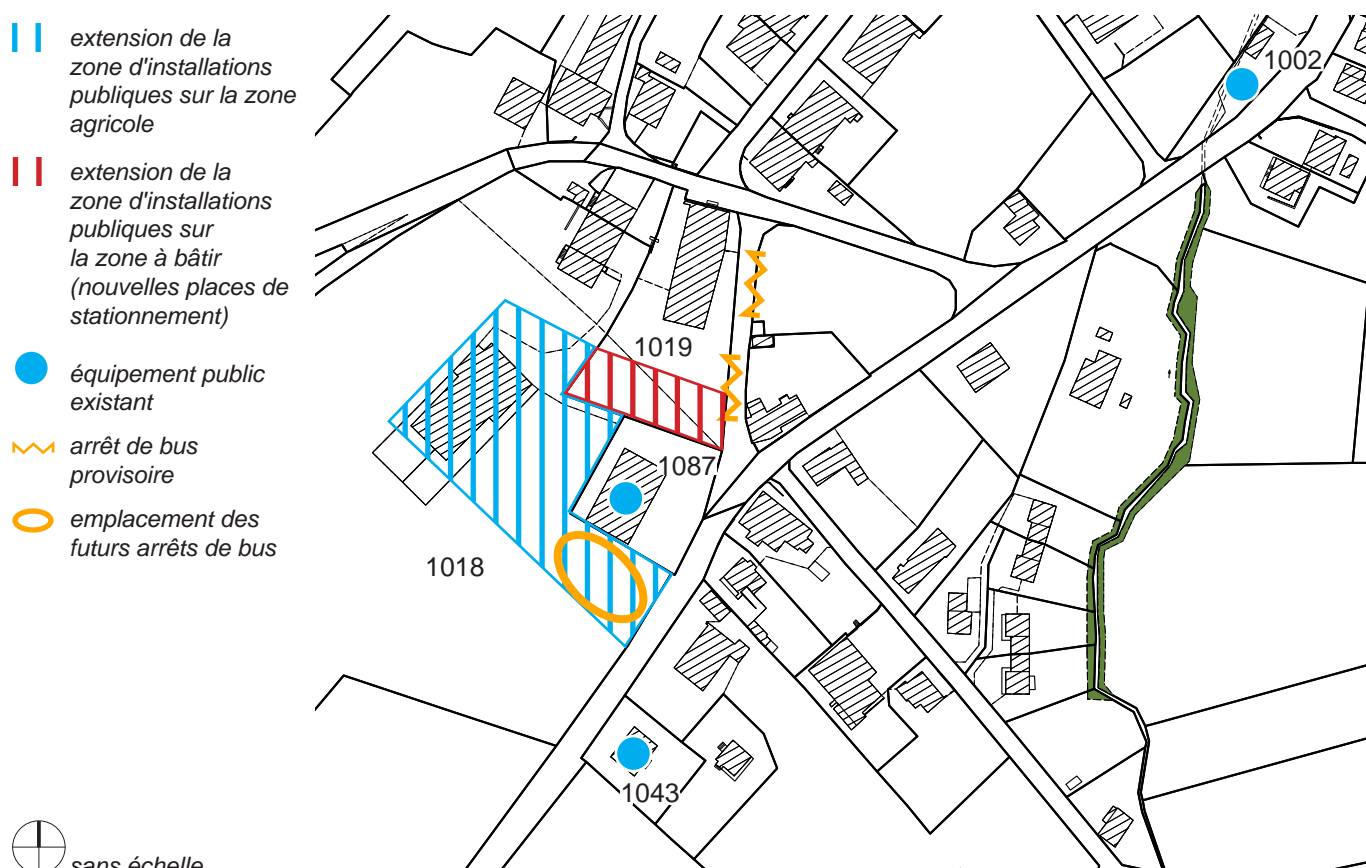 extension de la
zone d'installations
publiques sur la zone
agricole
extension de la
zone d'installations
publiques sur
la zone à bâtir
(nouvelles places de
stationnement)
équipement public
existant
arrêt de bus
provisoire
emplacement des
futurs arrêts de bus
sans échelle
1002
1019
1087
1018
1043